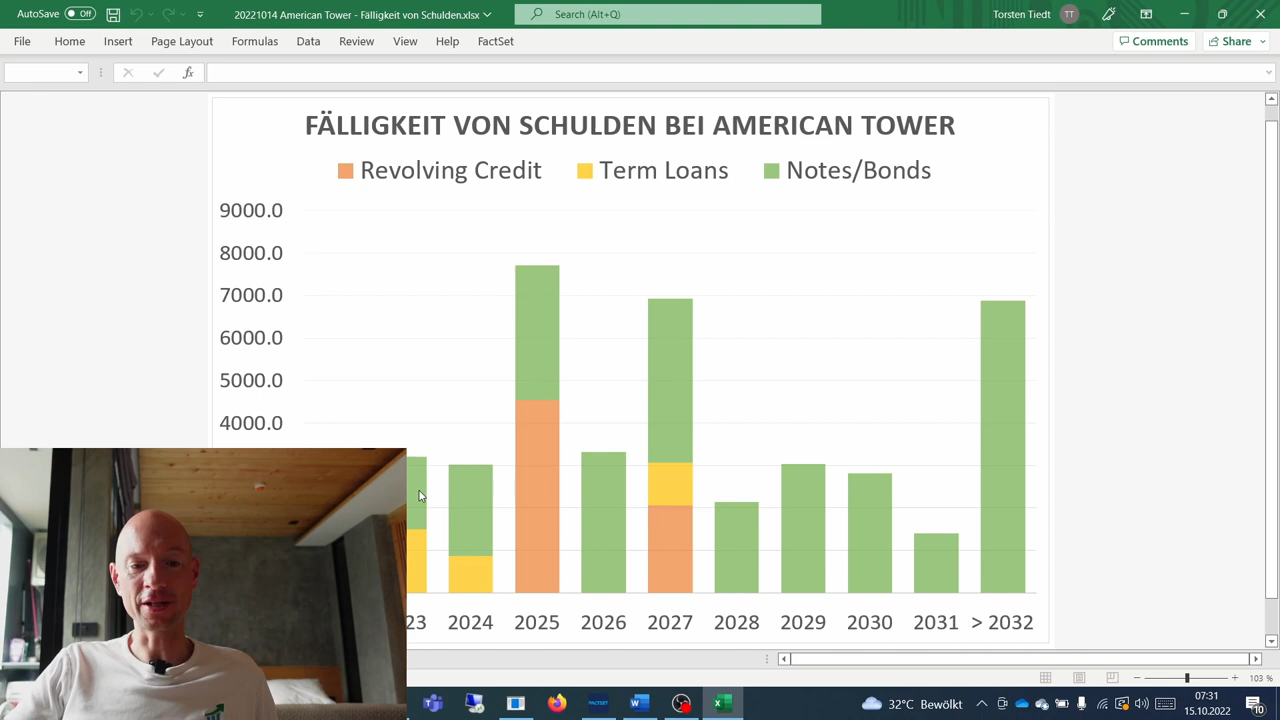 AutoSave Off 20221014 American Tower - Fälligkeit von Schulden.xlsx Search (Alt+Q) Torsten Tiedt TT
File Home Insert Page Layout Formulas Data Review View Help FactSet Comments Share
fx
FÄLLIGKEIT VON SCHULDEN BEI AMERICAN TOWER
Revolving Credit Term Loans Notes/Bonds
9000.0
8000.0
7000.0
6000.0
5000.0
4000.0
23 2024 2025 2026 2027 2028 2029 2030 2031 > 2032
103 %
FACTSET
32°C Bewölkt
07:31
15.10.2022
10